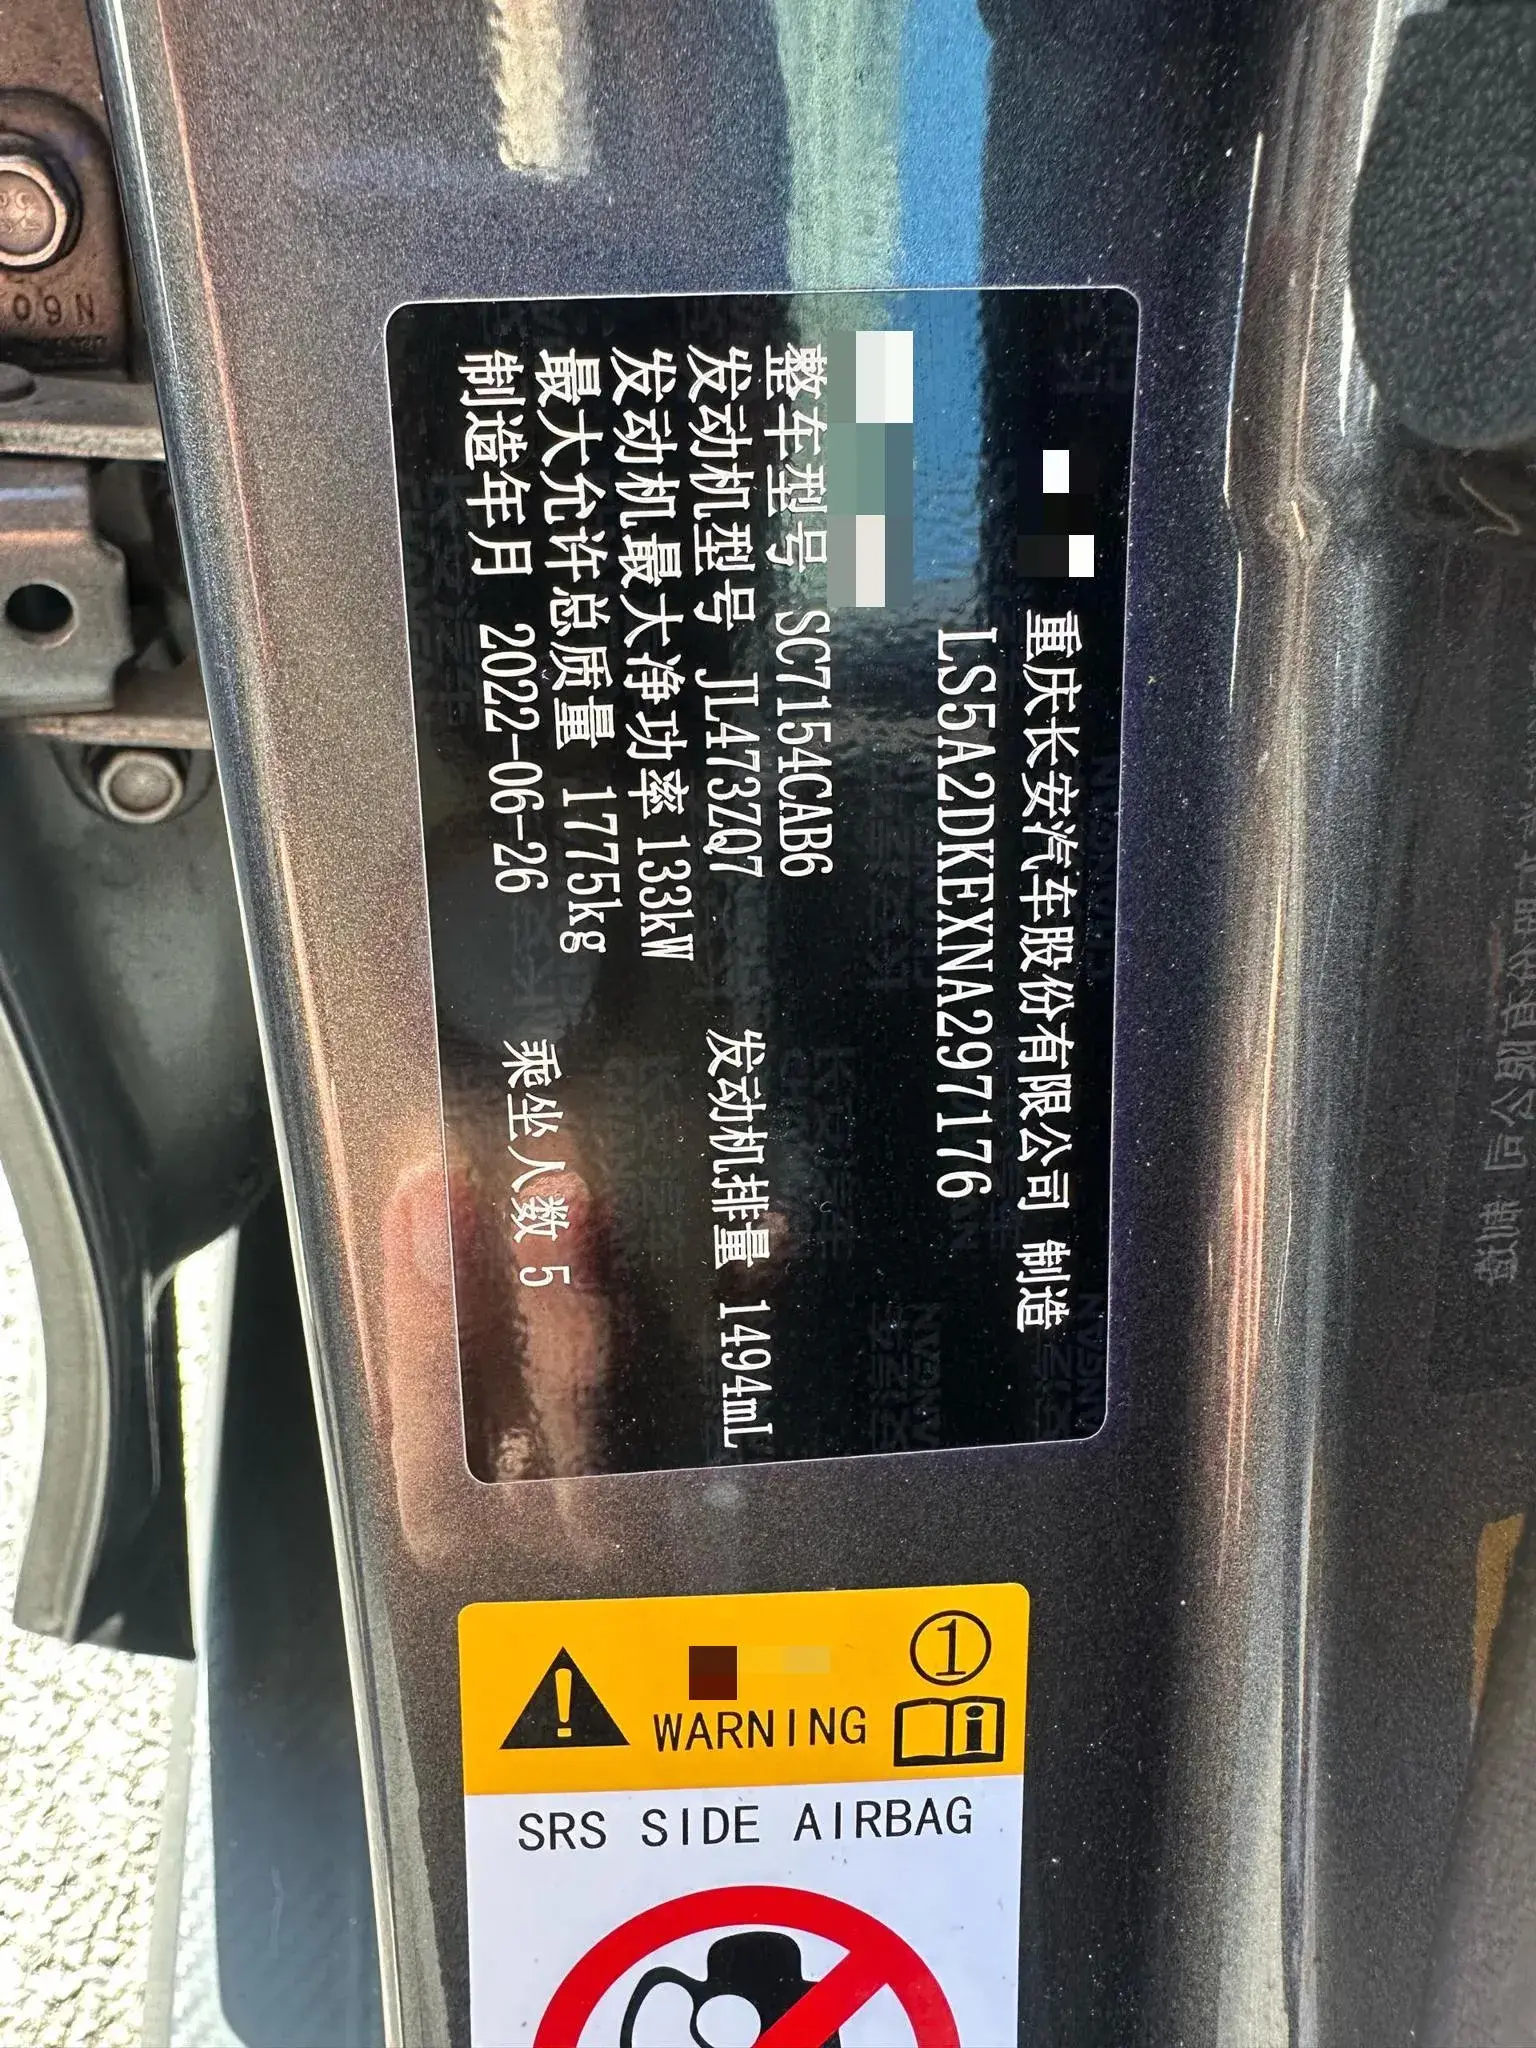 重庆长安汽车股份有限公司 制造
LS5A2DKEXNA297176
整车型号 SC7154CAB6
发动机型号 JL473ZQ7 发动机排量 1494mL
发动机最大净功率 133kW
最大允许总质量 1775kg
制造年月 2022-06-26 乘坐人数 5
①
WARNING
SRS SIDE AIRBAG
N60